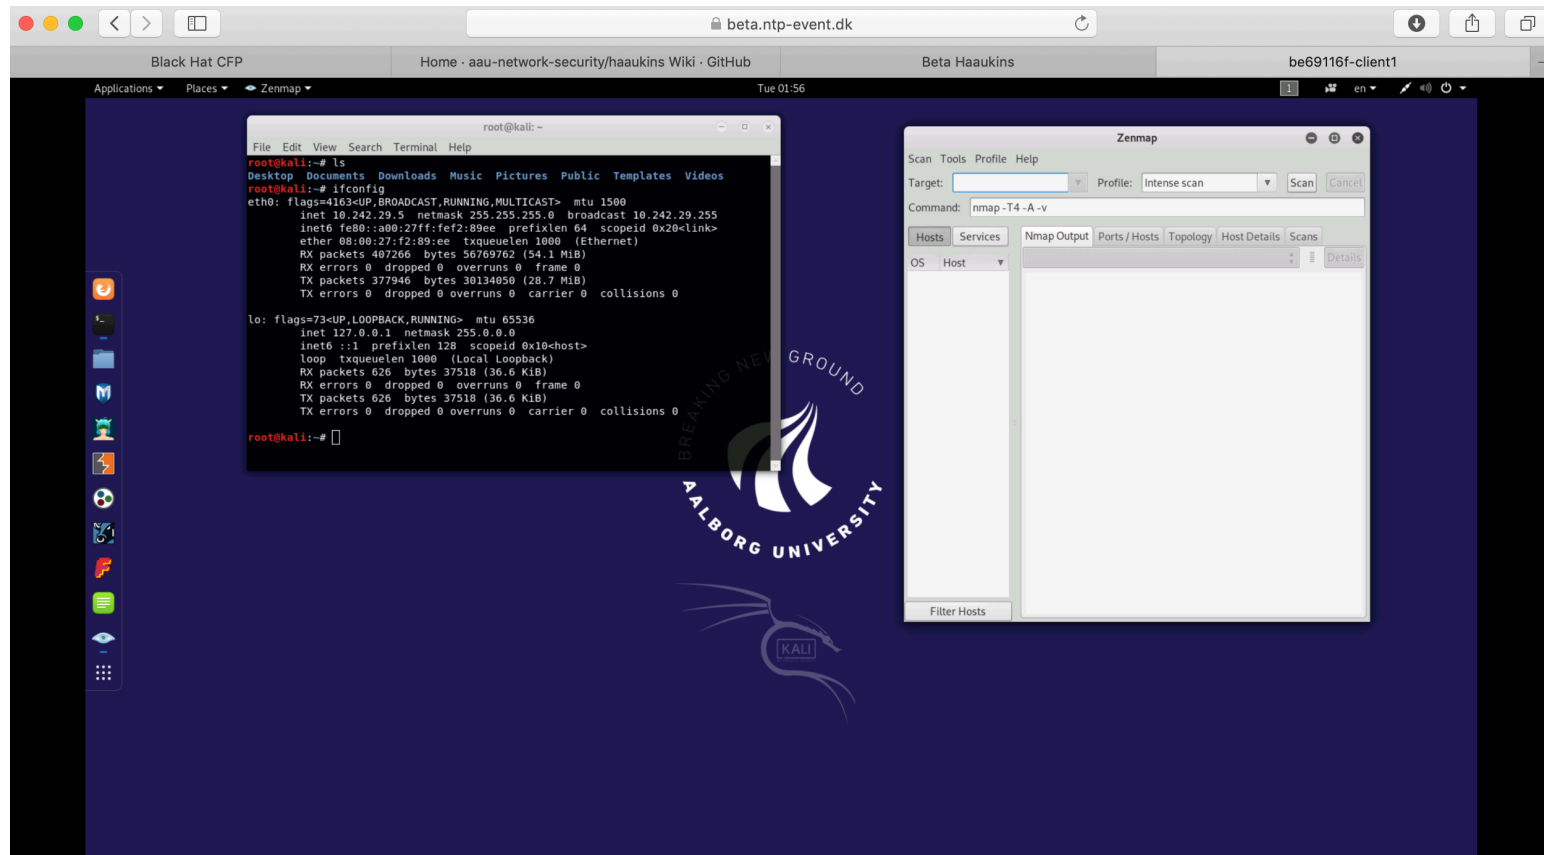 beta.ntp-event.dk
Black Hat CFP
Home · aau-network-security/haaukins Wiki · GitHub
Beta Haaukins
be69116f-client1
Applications Places Zenmap
Tue 01:56
1 en
root@kali: ~
File Edit View Search Terminal Help
root@kali:~# ls
Desktop Documents Downloads Music Pictures Public Templates Videos
root@kali:~# ifconfig
eth0: flags=4163<UP,BROADCAST,RUNNING,MULTICAST> mtu 1500
inet 10.242.29.5 netmask 255.255.255.0 broadcast 10.242.29.255
inet6 fe80::a00:27ff:fef2:89ee prefixlen 64 scopeid 0x20<link>
ether 08:00:27:f2:89:ee txqueuelen 1000 (Ethernet)
RX packets 407266 bytes 56769762 (54.1 MiB)
RX errors 0 dropped 0 overruns 0 frame 0
TX packets 377946 bytes 30134050 (28.7 MiB)
TX errors 0 dropped 0 overruns 0 carrier 0 collisions 0
lo: flags=73<UP,LOOPBACK,RUNNING> mtu 65536
inet 127.0.0.1 netmask 255.0.0.0
inet6 ::1 prefixlen 128 scopeid 0x10<host>
loop txqueuelen 1000 (Local Loopback)
RX packets 626 bytes 37518 (36.6 KiB)
RX errors 0 dropped 0 overruns 0 frame 0
TX packets 626 bytes 37518 (36.6 KiB)
TX errors 0 dropped 0 overruns 0 carrier 0 collisions 0
root@kali:~#
Zenmap
Scan Tools Profile Help
Target: Profile: Intense scan Scan Cancel
Command: nmap -T4 -A -v
Hosts Services Nmap Output Ports / Hosts Topology Host Details Scans
OS Host Details
Filter Hosts
BREAKING NEW GROUND
AALBORG UNIVERSITY
KALI